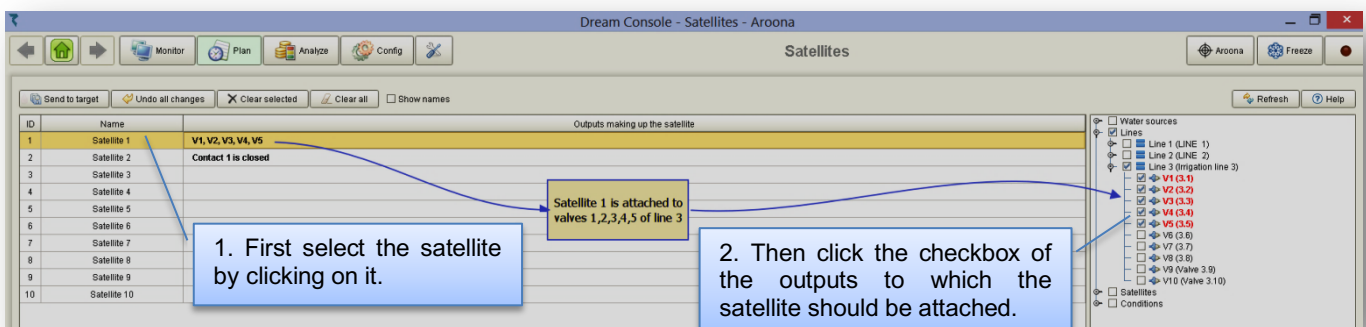 Dream Console - Satellites - Aroona
Monitor Plan Analyze Config Satellites Aroona Freeze
Send to target Undo all changes Clear selected Clear all Show names Refresh Help
ID Name Outputs making up the satellite
1 Satellite 1 V1, V2, V3, V4, V5
2 Satellite 2 Contact 1 is closed
3 Satellite 3
4 Satellite 4
5 Satellite 5
6 Satellite 6
7 Satellite 7
8 Satellite 8
9 Satellite 9
10 Satellite 10
Satellite 1 is attached to
valves 1,2,3,4,5 of line 3
1. First select the satellite
by clicking on it.
2. Then click the checkbox of
the outputs to which the
satellite should be attached.
Water sources
Lines
Line 1 (LINE 1)
Line 2 (LINE 2)
Line 3 (Irrigation line 3)
V1 (3.1)
V2 (3.2)
V3 (3.3)
V4 (3.4)
V5 (3.5)
V6 (3.6)
V7 (3.7)
V8 (3.8)
V9 (Valve 3.9)
V10 (Valve 3.10)
Satellites
Conditions